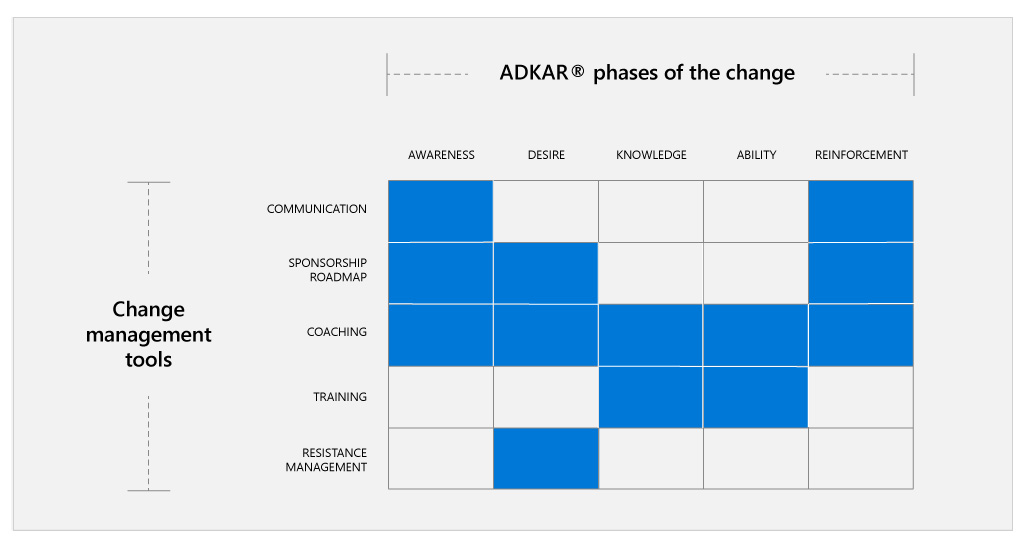 ADKAR® phases of the change
AWARENESS
DESIRE
KNOWLEDGE
ABILITY
REINFORCEMENT
Change
management
tools
COMMUNICATION
SPONSORSHIP
ROADMAP
COACHING
TRAINING
RESISTANCE
MANAGEMENT